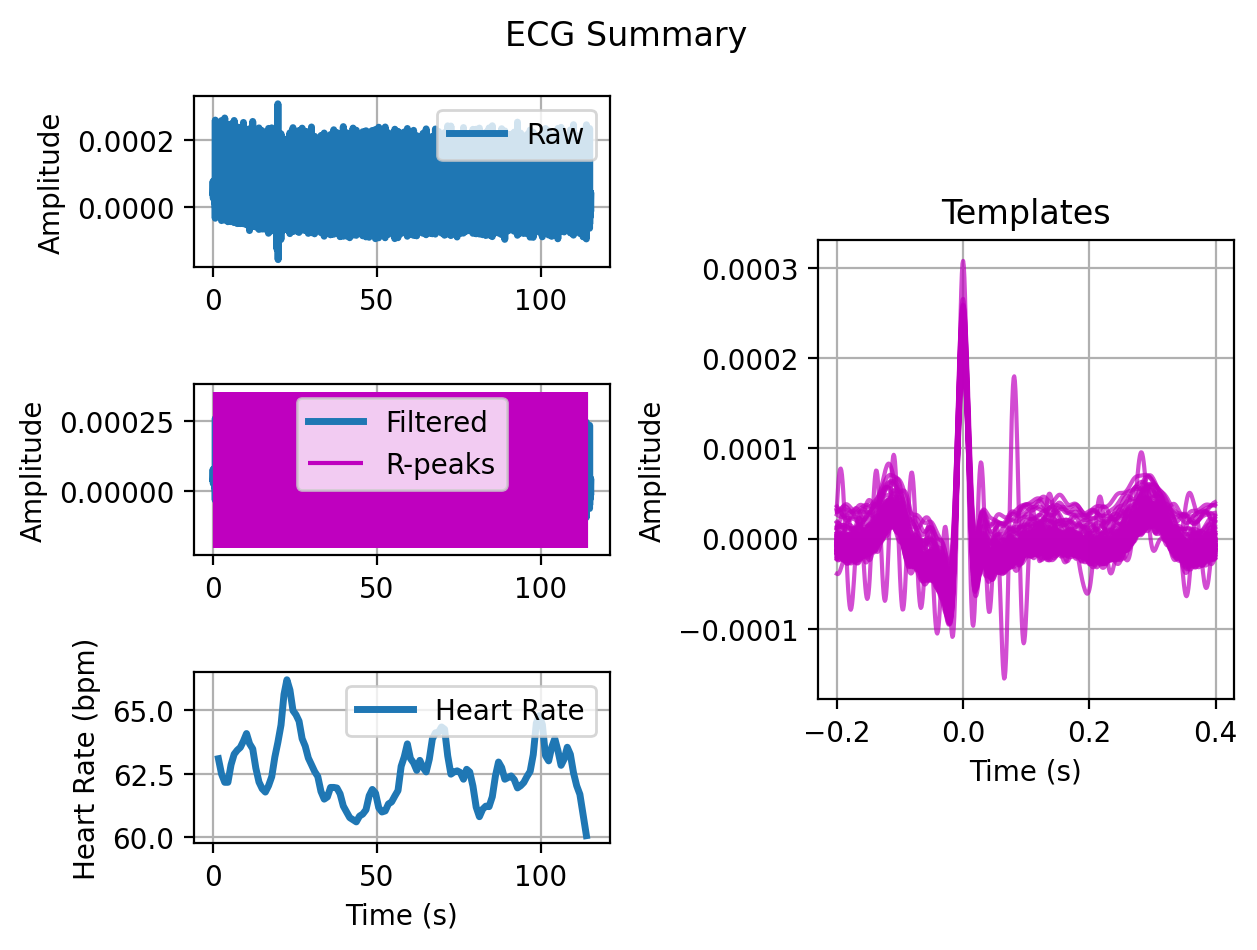 ECG Summary
Amplitude
0.0002
0.0000
Raw
0 50 100
Amplitude
0.00025
0.00000
Filtered
R-peaks
0 50 100
Heart Rate (bpm)
65.0
62.5
60.0
Heart Rate
0 50 100
Time (s)
Templates
Amplitude
0.0003
0.0002
0.0001
0.0000
−0.0001
−0.2 0.0 0.2 0.4
Time (s)